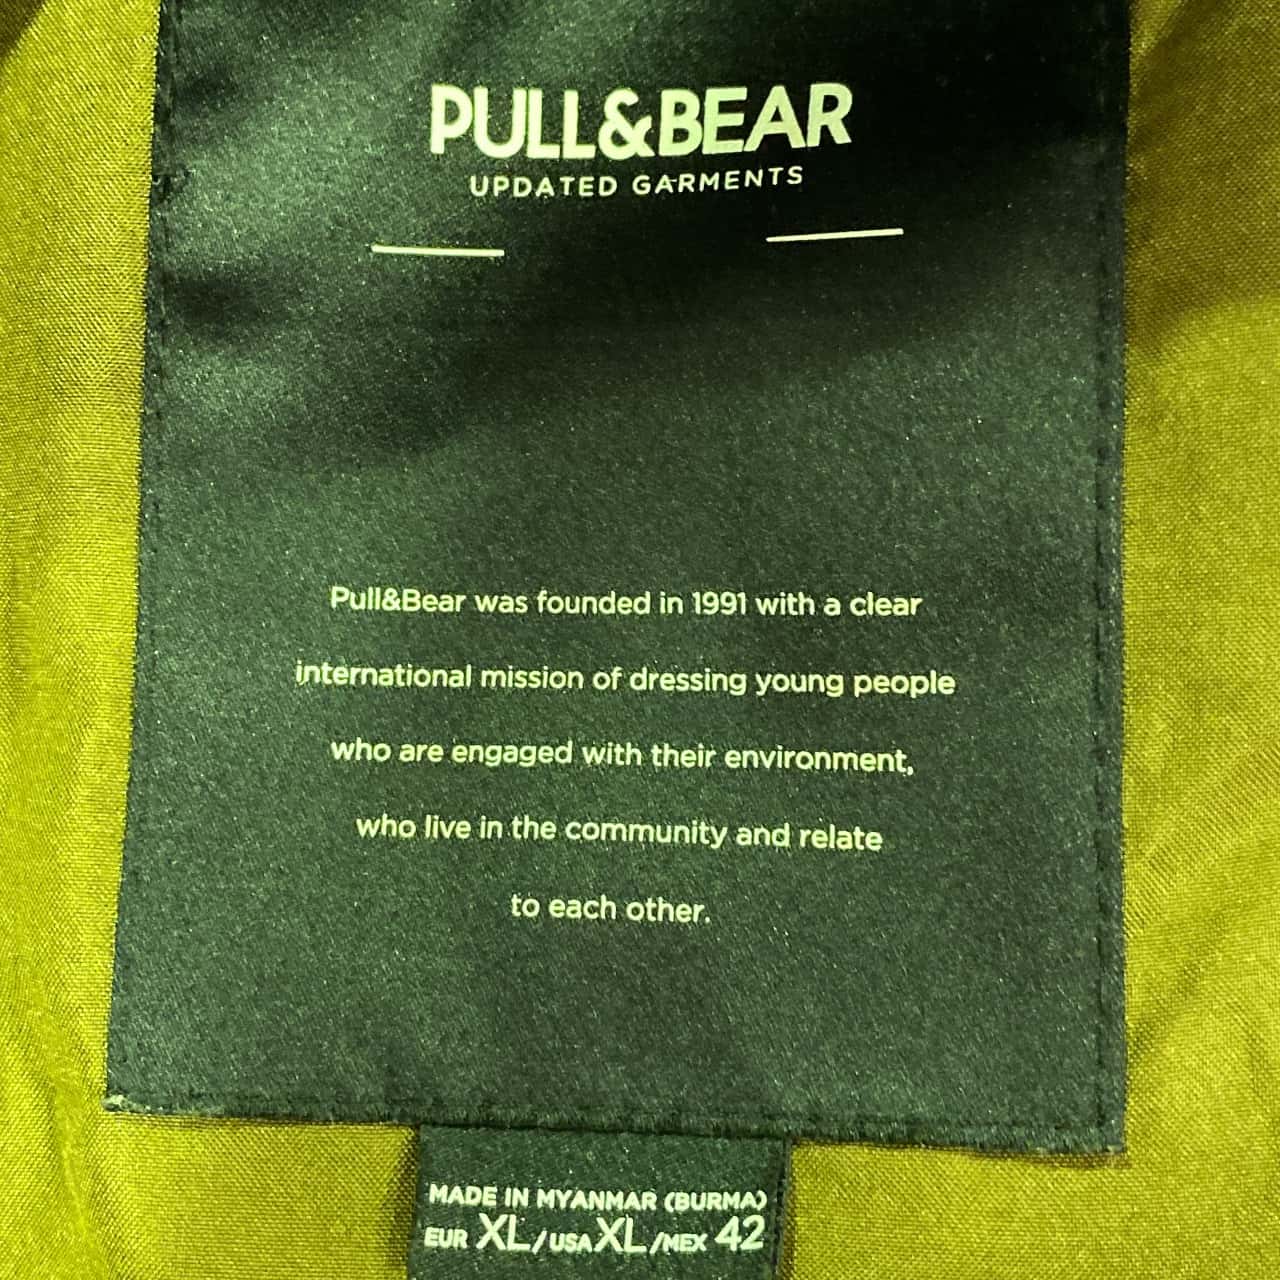 PULL&BEAR
UPDATED GARMENTS
Pull&Bear was founded in 1991 with a clear
international mission of dressing young people
who are engaged with their environment,
who live in the community and relate
to each other.
MADE IN MYANMAR (BURMA)
EUR XL/USA XL/MEX 42